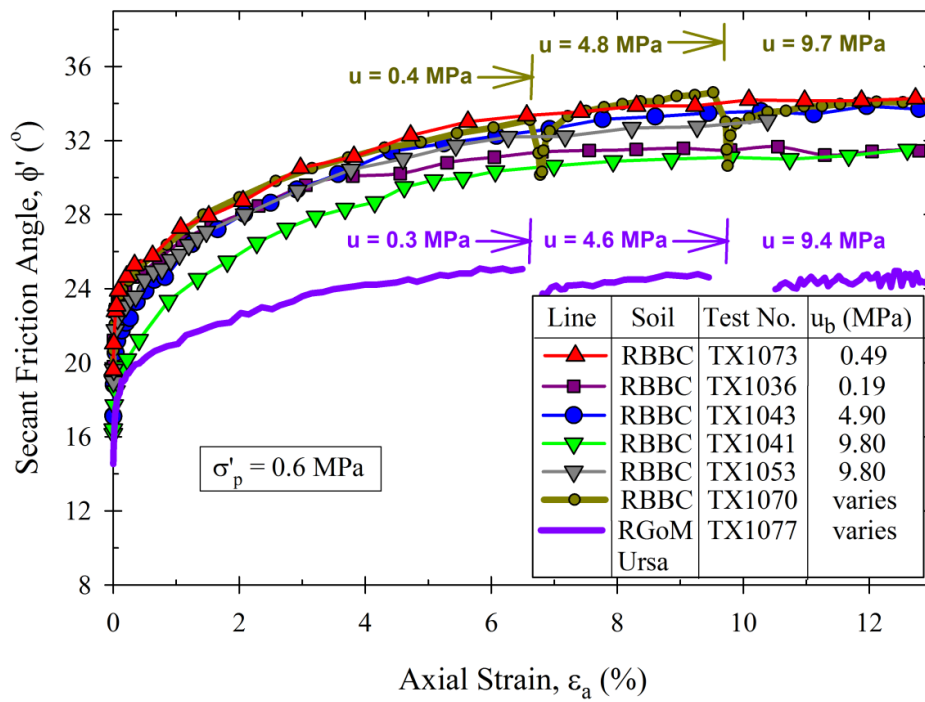 36
32
28
24
20
16
12
8
Secant Friction Angle, ϕ' (°)
u = 0.4 MPa
u = 4.8 MPa
u = 9.7 MPa
u = 0.3 MPa
u = 4.6 MPa
u = 9.4 MPa
σ'p = 0.6 MPa
Line Soil Test No. u_b (MPa)
RBBC TX1073 0.49
RBBC TX1036 0.19
RBBC TX1043 4.90
RBBC TX1041 9.80
RBBC TX1053 9.80
RBBC TX1070 varies
RGoM TX1077 varies
Ursa
0 2 4 6 8 10 12
Axial Strain, ε_a (%)